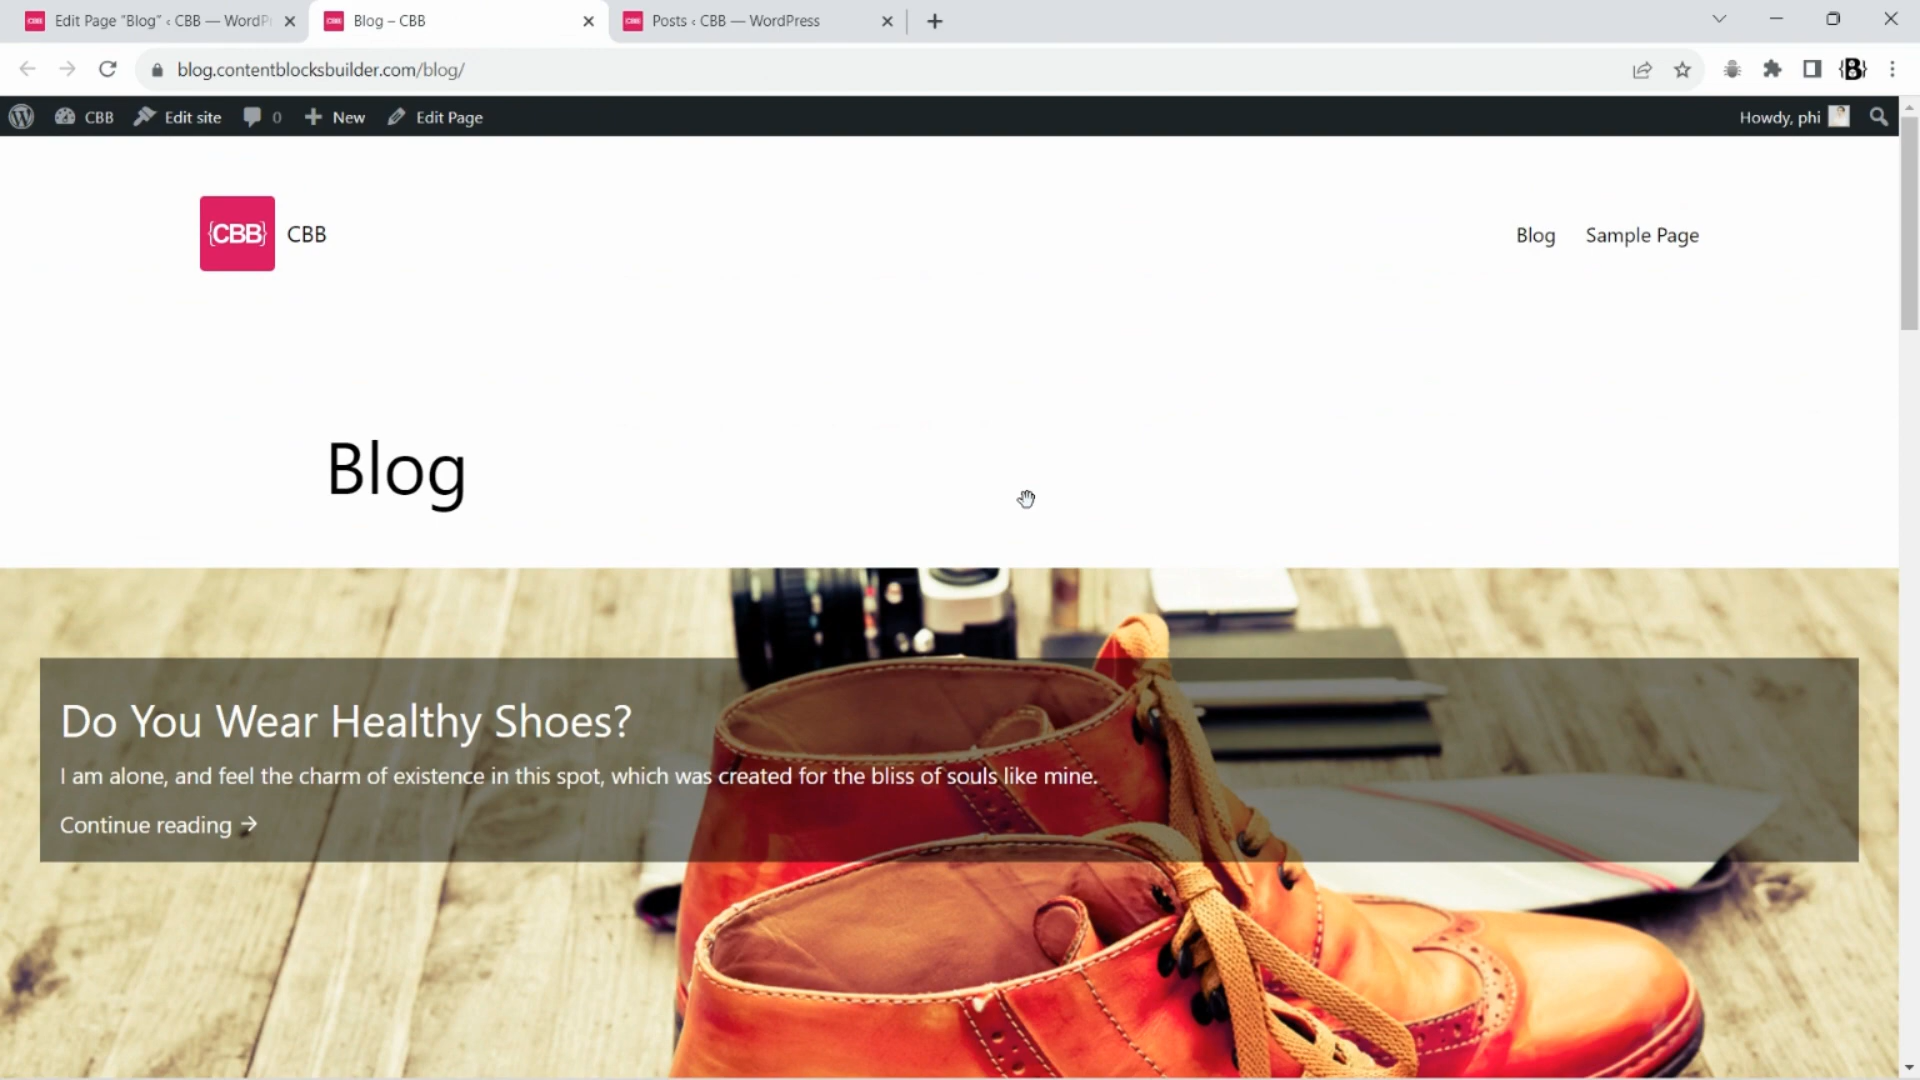 Edit Page "Blog" ‹ CBB — WordP
Blog – CBB
Posts ‹ CBB — WordPress
blog.contentblocksbuilder.com/blog/
{B}
CBB
Edit site
0
New
Edit Page
Howdy, phi
{CBB}
CBB
Blog
Sample Page
Blog
Do You Wear Healthy Shoes?
I am alone, and feel the charm of existence in this spot, which was created for the bliss of souls like mine.
Continue reading →